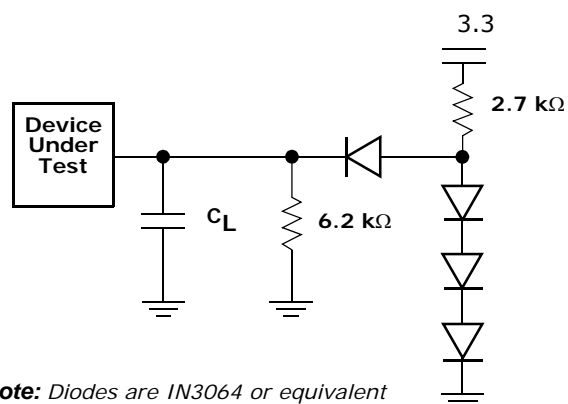 3.3
2.7 kΩ
Device
Under
Test
CL
6.2 kΩ
ote: Diodes are IN3064 or equivalent